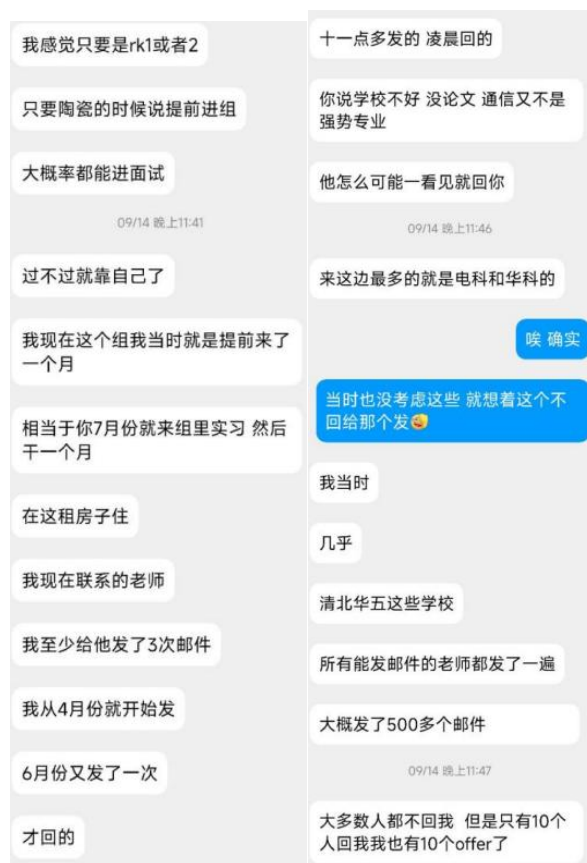 我感觉只要是rk1或者2
只要陶瓷的时候说提前进组
大概率都能进面试
09/14 晚上11:41
过不过就靠自己了
我现在这个组我当时就是提前来了
一个月
相当于你7月份就来组里实习 然后
干一个月
在这租房子住
我现在联系的老师
我至少给他发了3次邮件
我从4月份就开始发
6月份又发了一次
才回的
十一点多发的 凌晨回的
你说学校不好 没论文 通信又不是
强势专业
他怎么可能一看见就回你
09/14 晚上11:46
来这边最多的就是电科和华科的
唉 确实
当时也没考虑这些 就想着这个不
回给那个发
我当时
几乎
清北华五这些学校
所有能发邮件的老师都发了一遍
大概发了500多个邮件
09/14 晚上11:47
大多数人都不回我 但是只有10个
人回我我也有10个offer了